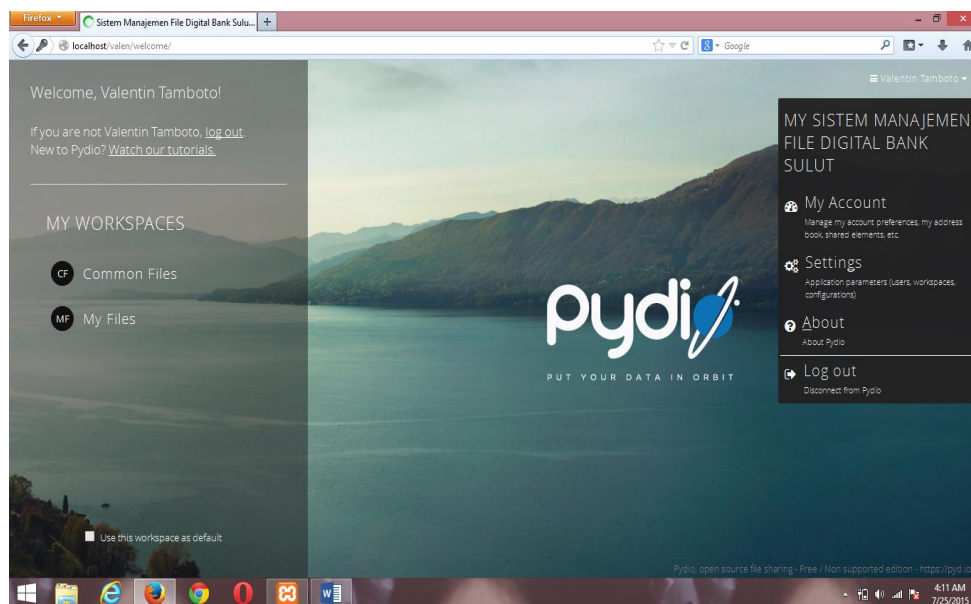 Firefox
Sistem Manajemen File Digital Bank Sulu...
localhost/valen/welcome/
Google
Welcome, Valentin Tamboto!
If you are not Valentin Tamboto, log out.
New to Pydio? Watch our tutorials.
MY WORKSPACES
CF Common Files
MF My Files
Use this workspace as default
Valentin Tamboto
MY SISTEM MANAJEMEN
FILE DIGITAL BANK
SULUT
My Account
Manage my account preferences, my address
book, shared elements, etc.
Settings
Application parameters (users, workspaces,
configurations)
About
About Pydio
Log out
Disconnect from Pydio
pydio
PUT YOUR DATA IN ORBIT
Pydio, open source file sharing - Free / Non supported edition - https://pyd.io
4:11 AM
7/25/2015